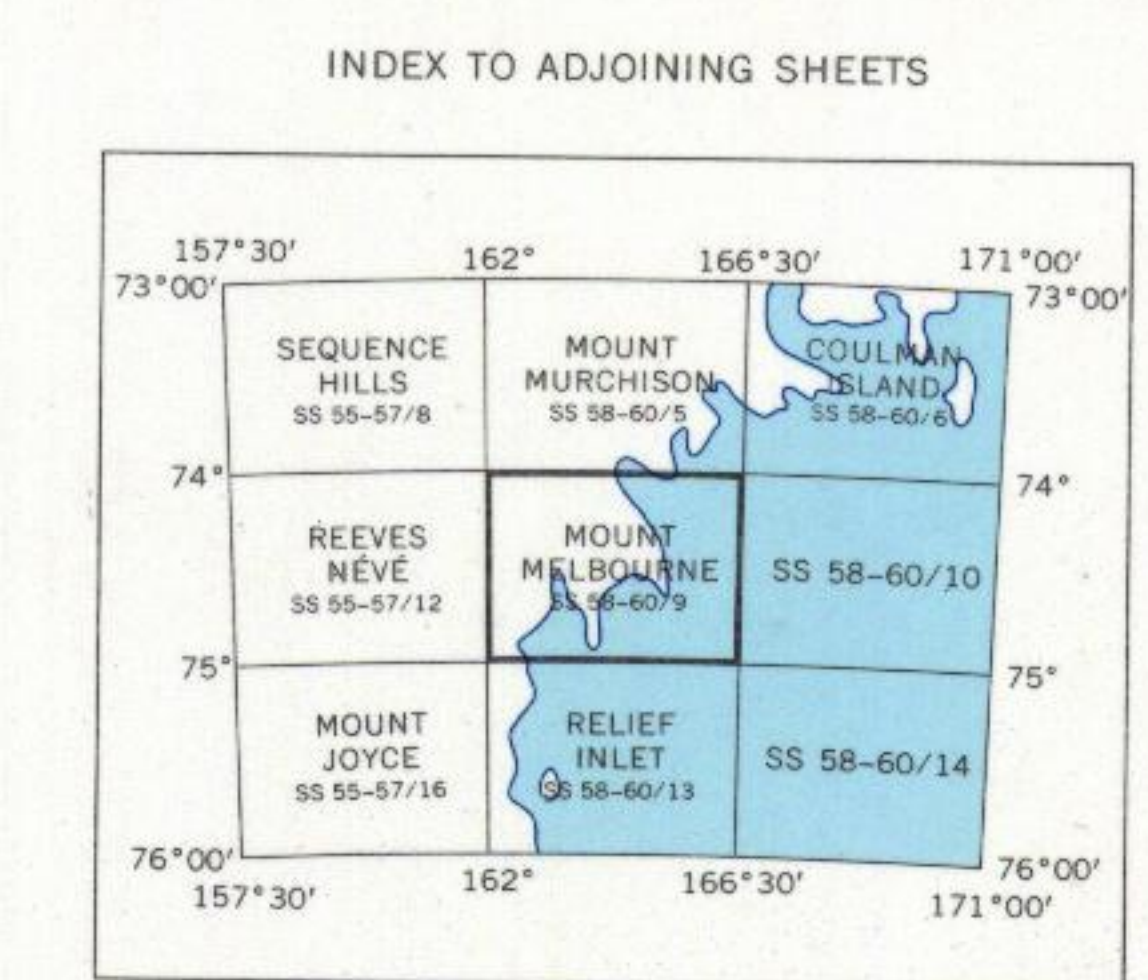 INDEX TO ADJOINING SHEETS
157°30′ 162° 166°30′ 171°00′
73°00′ 73°00′
SEQUENCE
HILLS
SS 55-57/8
MOUNT
MURCHISON
SS 58-60/5
COULMAN
ISLAND
SS 58-60/6
74° 74°
REEVES
NÉVÉ
SS 55-57/12
MOUNT
MELBOURNE
SS 58-60/9
SS 58-60/10
75° 75°
MOUNT
JOYCE
SS 55-57/16
RELIEF
INLET
SS 58-60/13
SS 58-60/14
76°00′ 76°00′
157°30′ 162° 166°30′ 171°00′